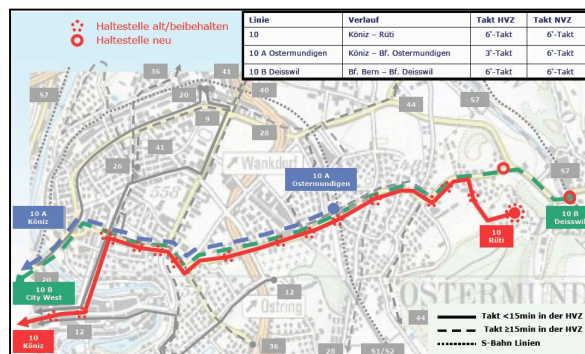 Haltestelle alt/beibehalten
Haltestelle neu
Linie Verlauf Takt HVZ Takt NVZ
10 Köniz – Rüti 6'-Takt 6'-Takt
10 A Ostermundigen Köniz – Bf. Ostermundigen 3'-Takt 6'-Takt
10 B Deisswil Bf. Bern – Bf. Deisswil 6'-Takt 6'-Takt
S7
36
41
20
40
9
20
44
S7
41
26
Wankdorf
10 A
Ostermundigen
S7
10 A
Köniz
10 B
Deisswil
10
Rüti
20
10 B
City West
12
Ostring
12
10
Köniz
36
20
S1/S2
44
OSTERMUND
Takt <15min in der HVZ
Takt ≥15min in der HVZ
S-Bahn Linien